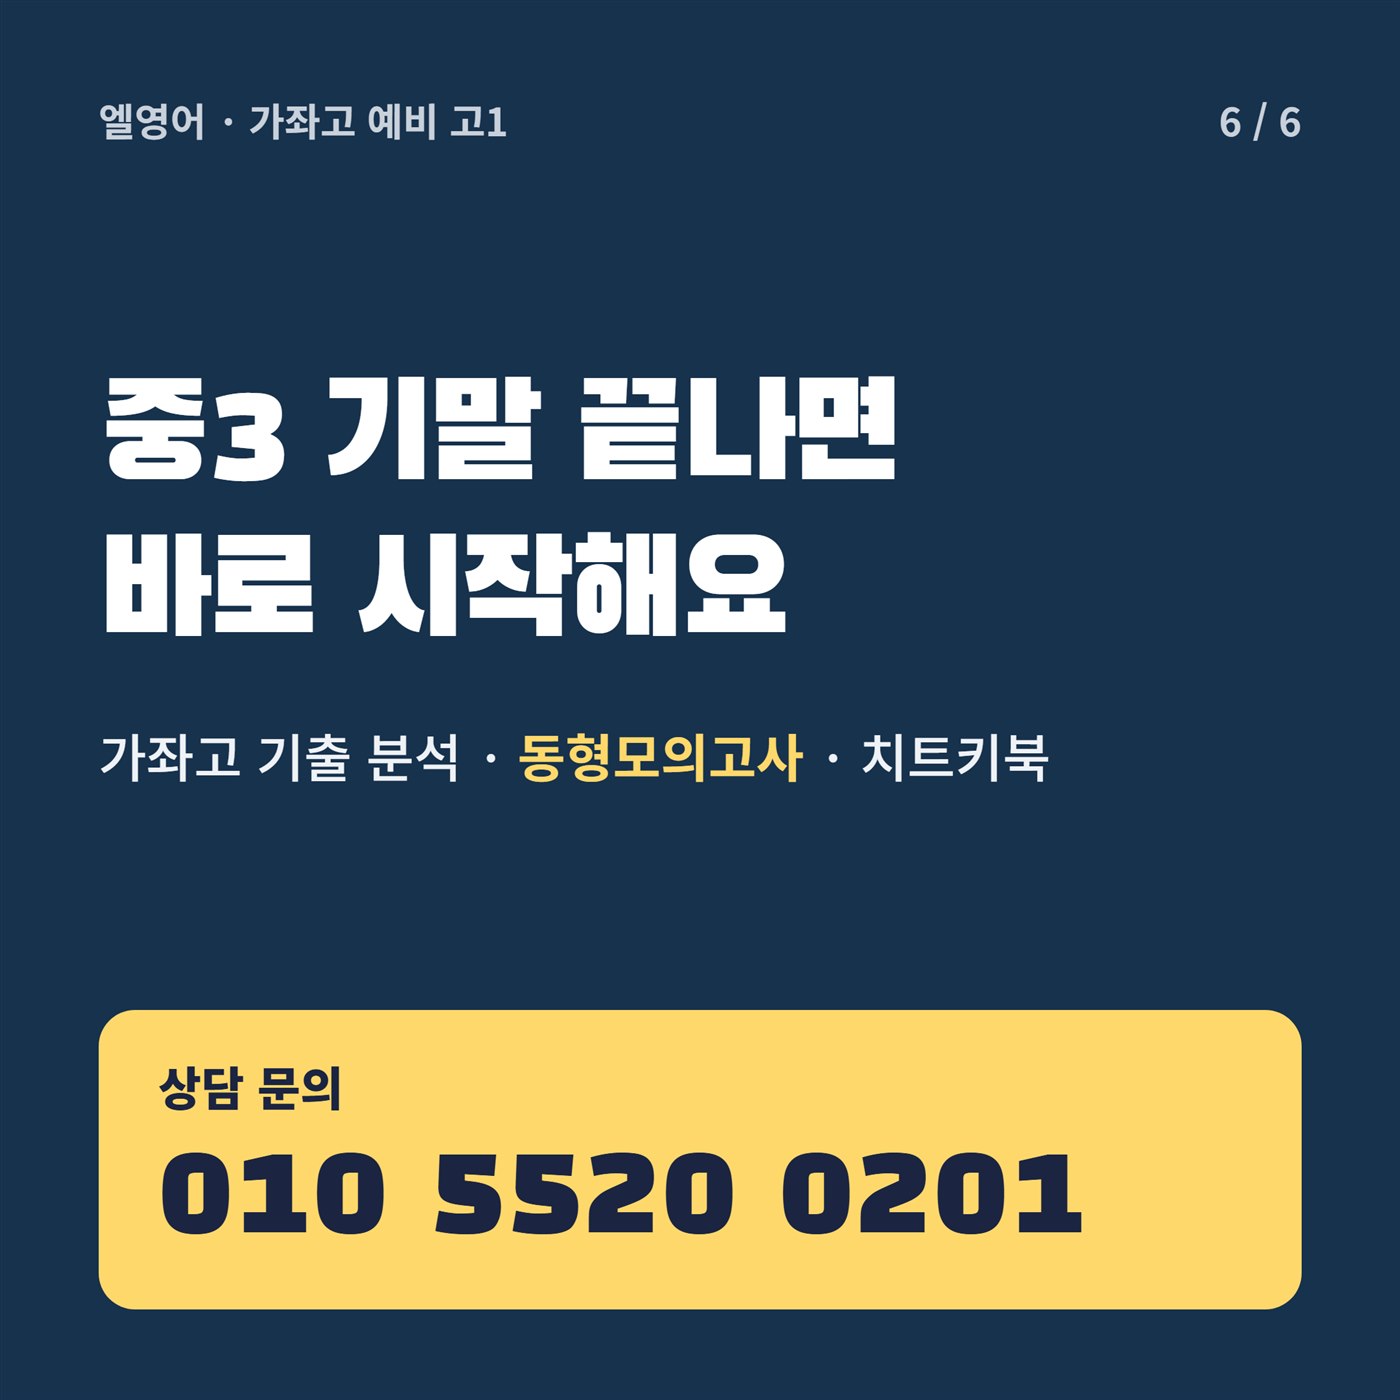 엘영어 · 가좌고 예비 고1
6 / 6
중3 기말 끝나면
바로 시작해요
가좌고 기출 분석 · 동형모의고사 · 치트키북
상담 문의
010 5520 0201